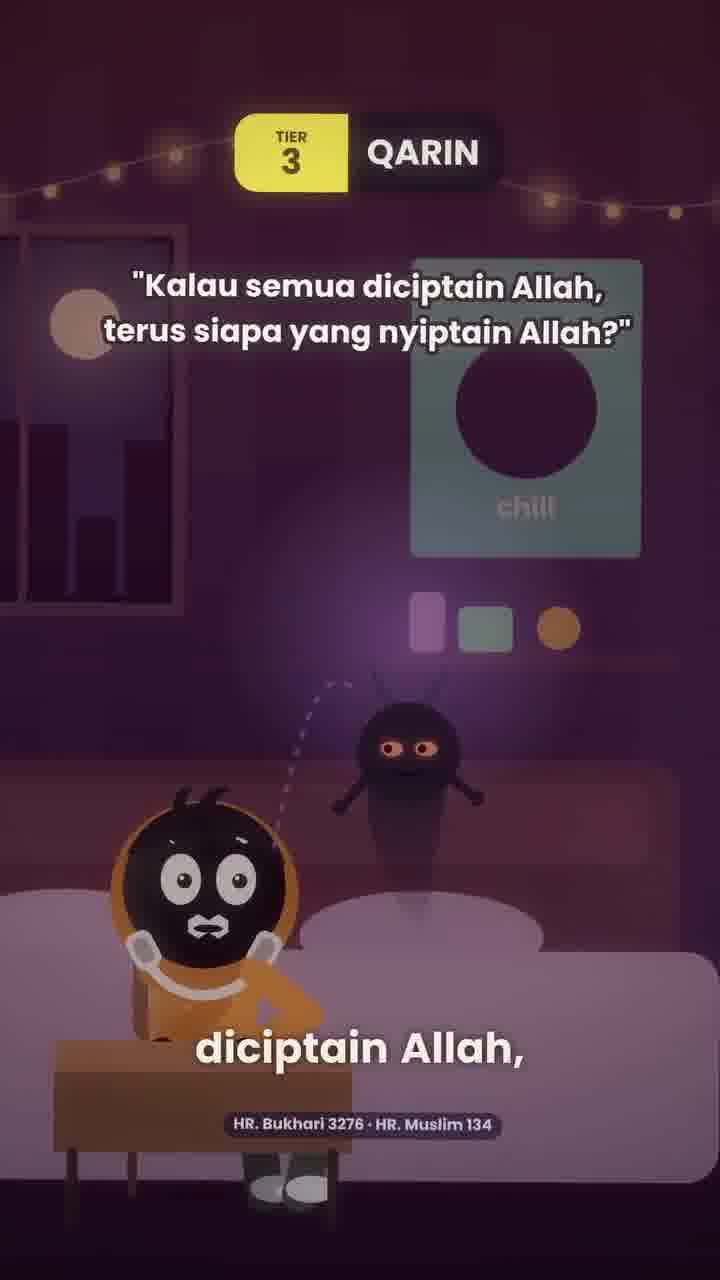 TIER
3
QARIN
"Kalau semua diciptain Allah,
terus siapa yang nyiptain Allah?"
chill
diciptain Allah,
HR. Bukhari 3276 · HR. Muslim 134